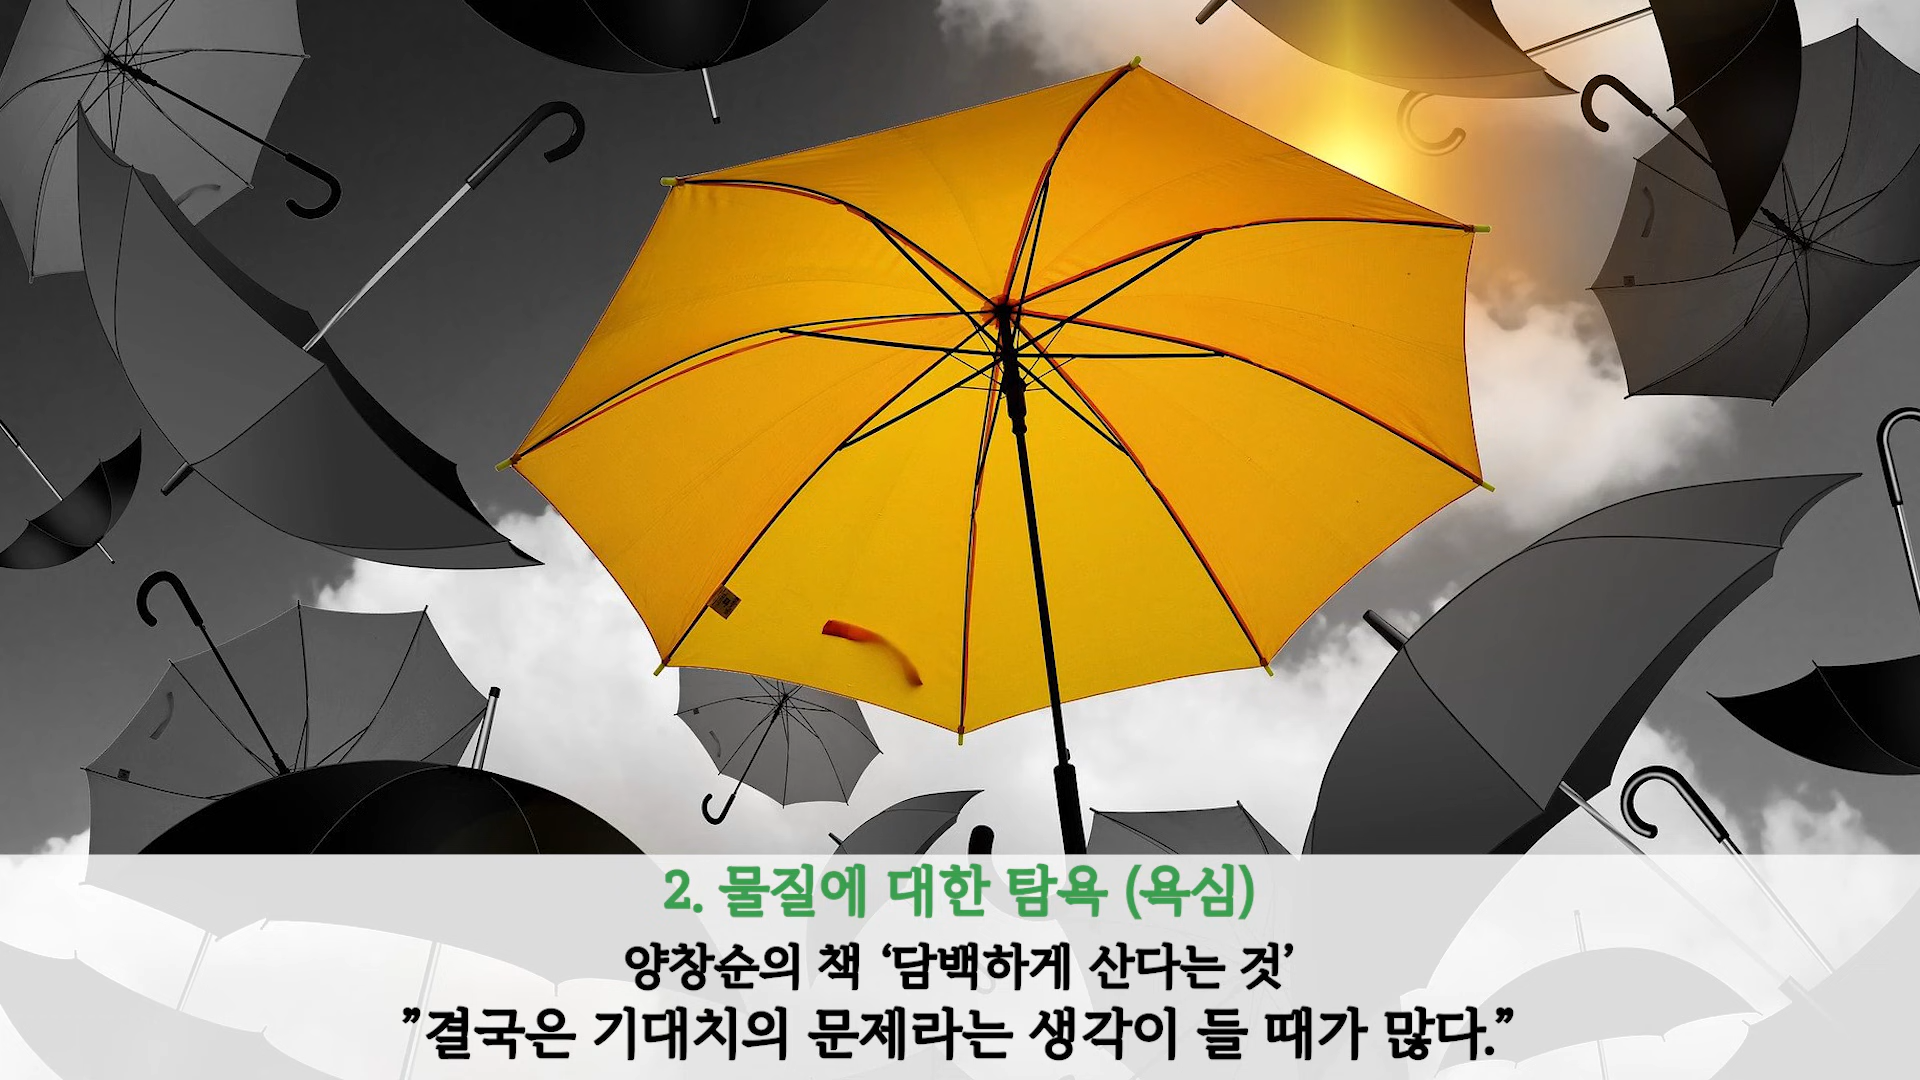 2. 물질에 대한 탐욕 (욕심)
양창순의 책 ‘담백하게 산다는 것’
”결국은 기대치의 문제라는 생각이 들 때가 많다.”